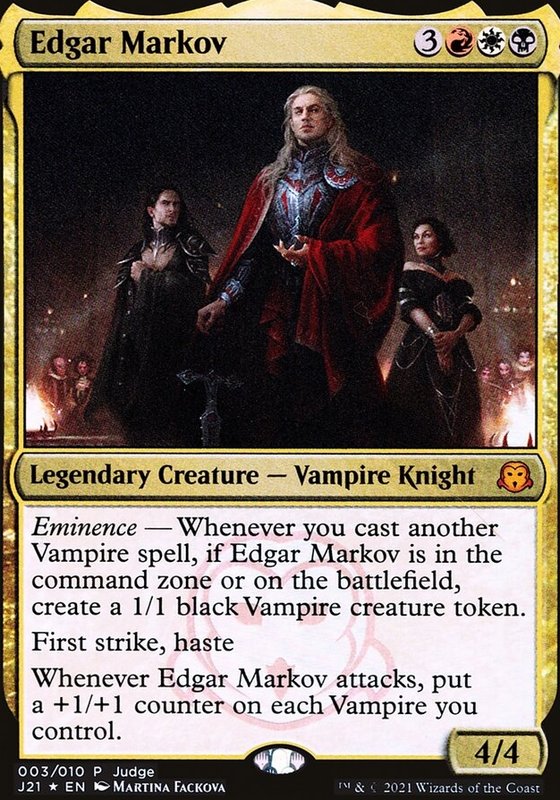 Edgar Markov 3
Legendary Creature — Vampire Knight
Eminence — Whenever you cast another
Vampire spell, if Edgar Markov is in the
command zone or on the battlefield,
create a 1/1 black Vampire creature token.
First strike, haste
Whenever Edgar Markov attacks, put
a +1/+1 counter on each Vampire you
control.
4/4
003/010 P Judge
J21 ★ EN Martina Fackova
™ & © 2021 Wizards of the Coast